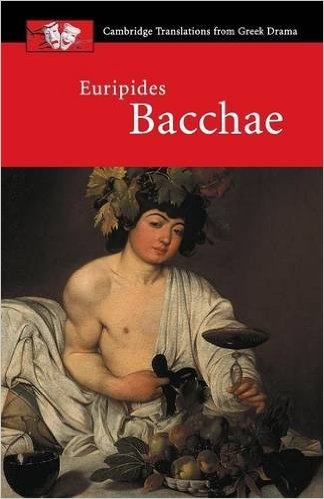 Cambridge Translations from Greek Drama
Euripides
Bacchae